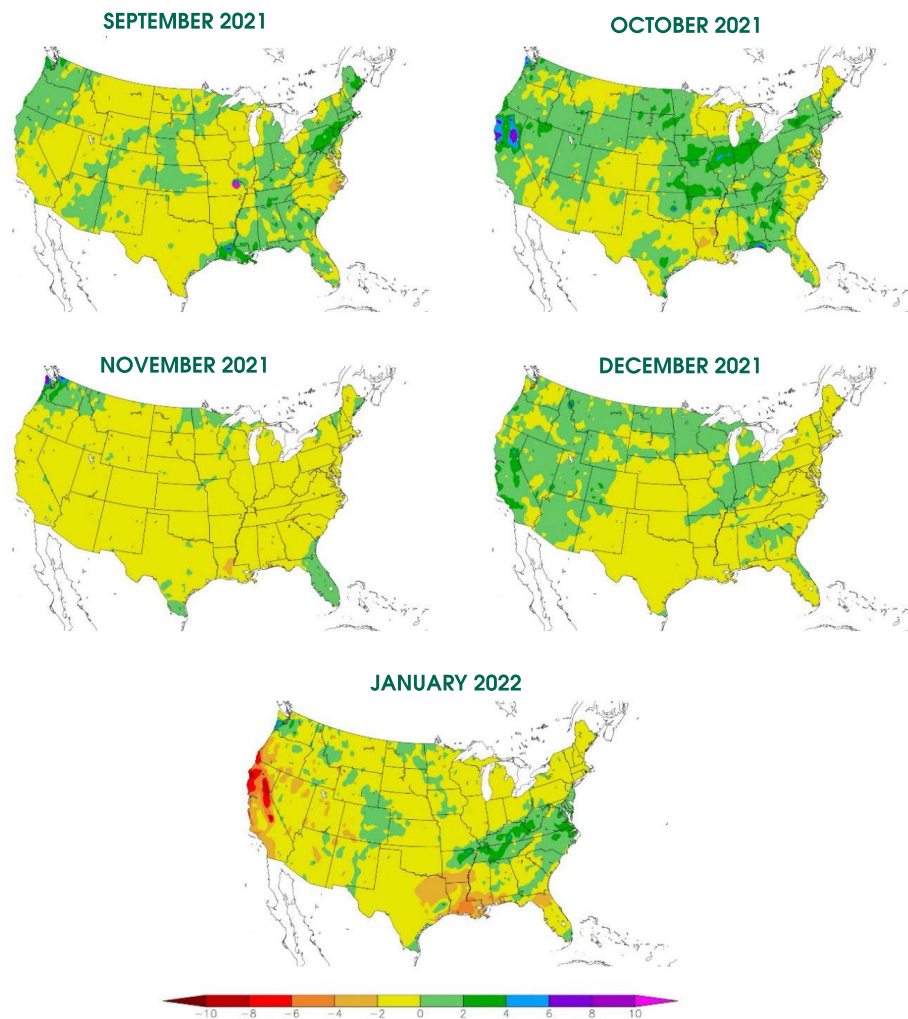 SEPTEMBER 2021
OCTOBER 2021
NOVEMBER 2021
DECEMBER 2021
JANUARY 2022
-10 -8 -6 -4 -2 0 2 4 6 8 10